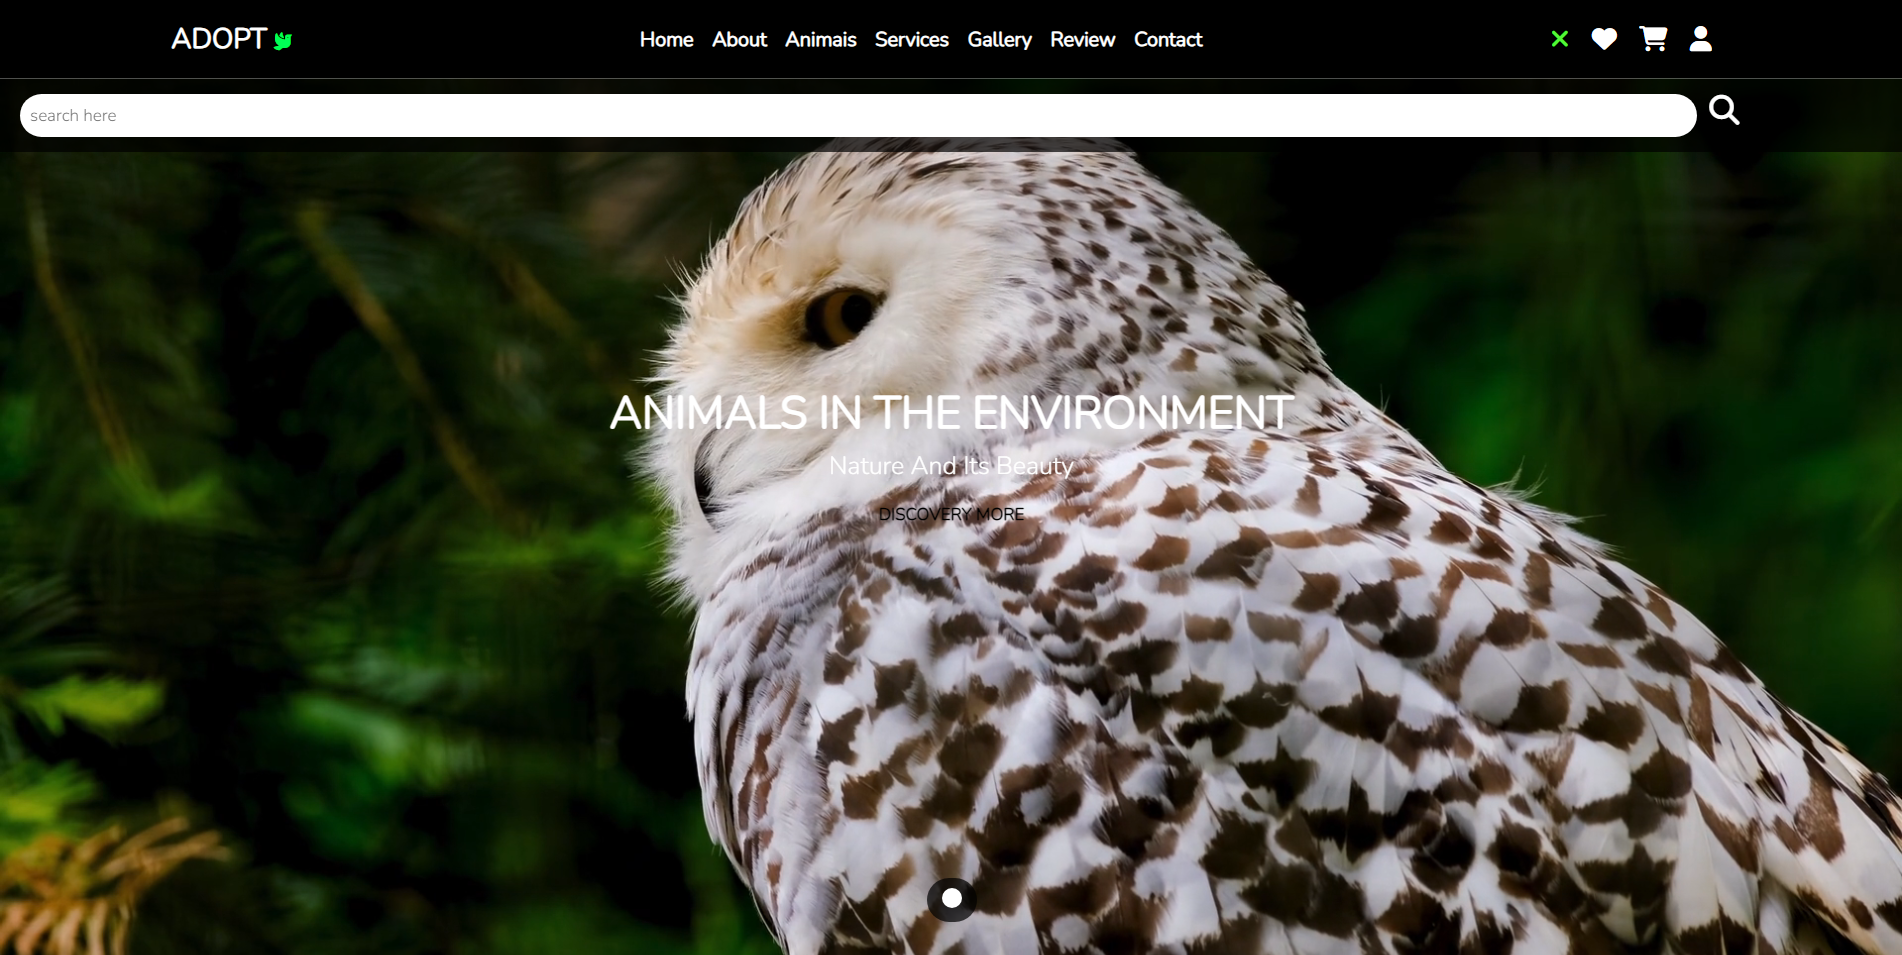 ADOPT
Home About Animais Services Gallery Review Contact
search here
ANIMALS IN THE ENVIRONMENT
Nature And Its Beauty
DISCOVERY MORE